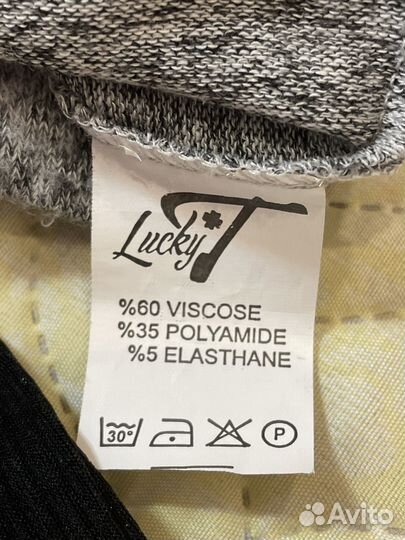 Lucky T
%60 VISCOSE
%35 POLYAMIDE
%5 ELASTHANE
30° P
Avito